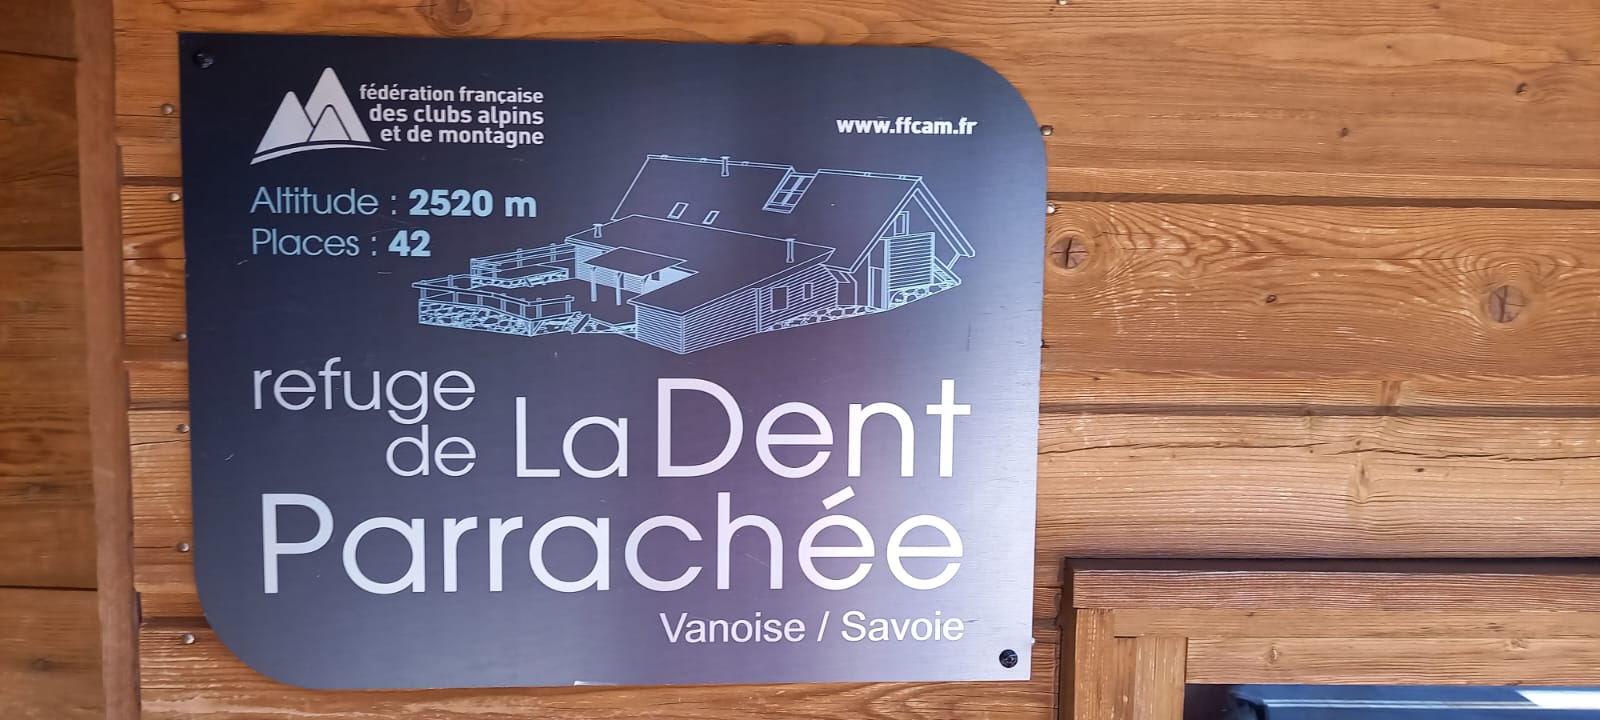 fédération française
des clubs alpins
et de montagne
www.ffcam.fr
Altitude : 2520 m
Places : 42
refuge
de La Dent
Parrachée
Vanoise / Savoie